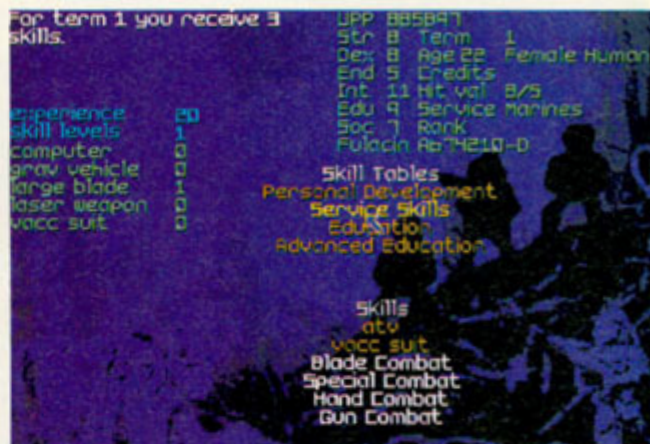 For term 1 you receive 3
skills.
UPP 885B97
Str 8 Term 1
Dex 8 Age 22 Female Human
End 5 Credits
Int 11 Hit val 8/5
Edu 9 Service Marines
Soc 7 Rank
Fulacin
experience 20
skill levels 1
computer 0
grav vehicle 0
large blade 1
laser weapon 0
vacc suit 0
Skill Tables
Personal Development
Service Skills
Education
Advanced Education
Skills
atv
vacc suit
Blade Combat
Special Combat
Hand Combat
Gun Combat